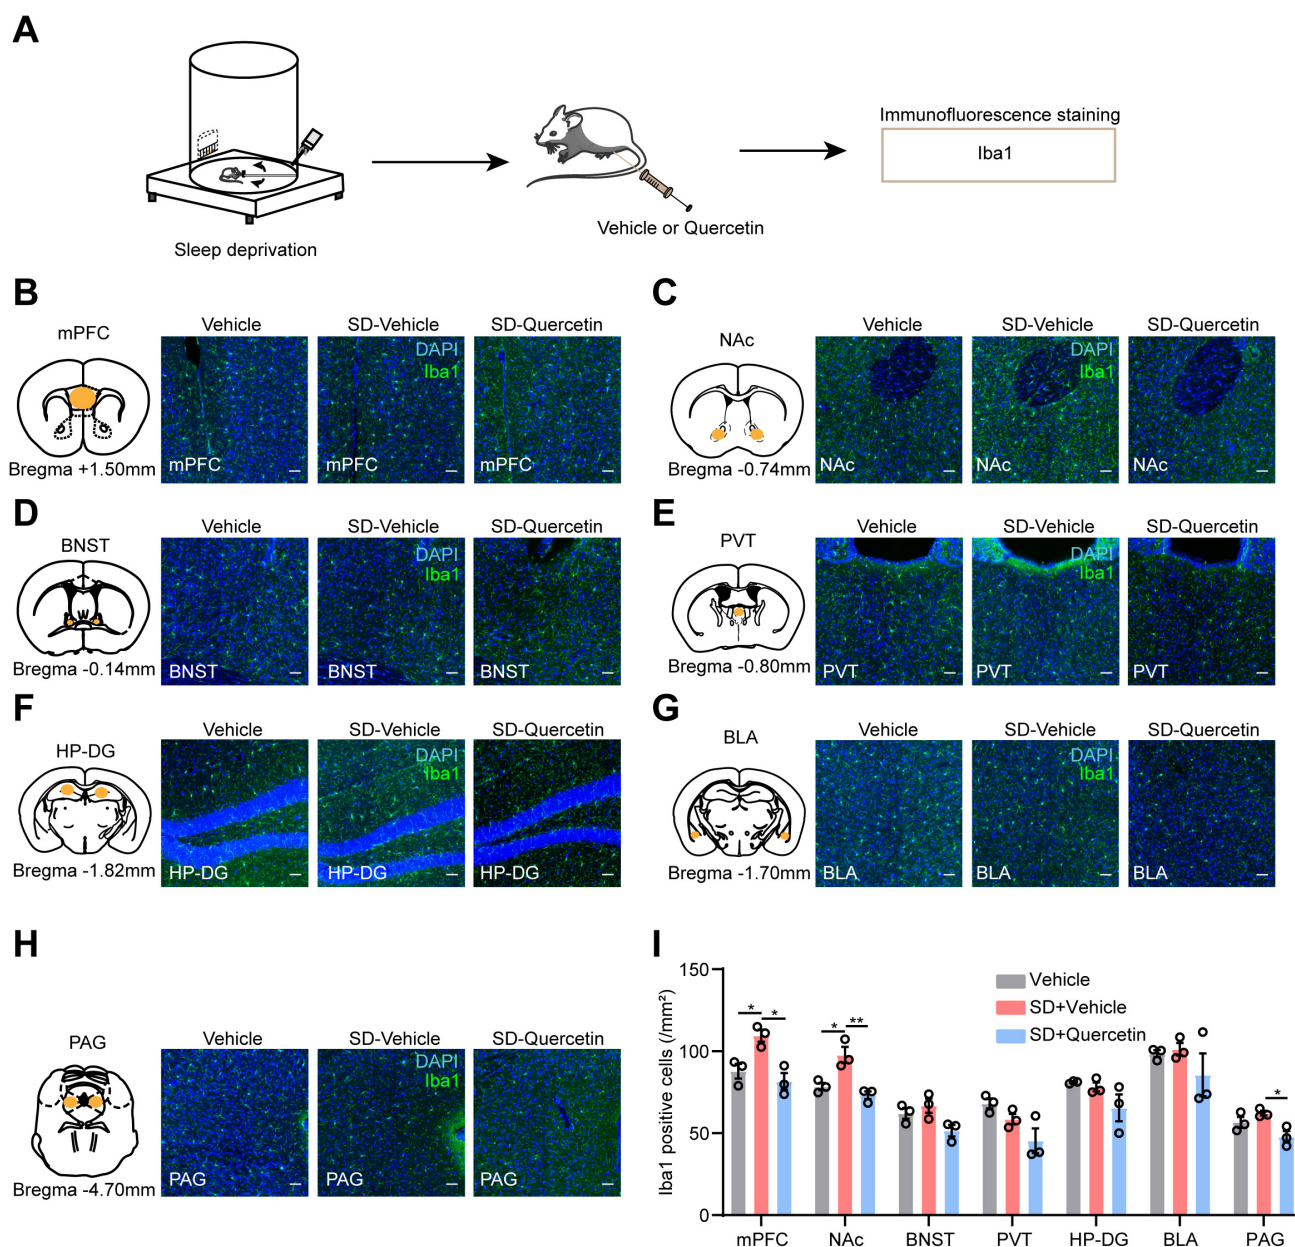 A
Sleep deprivation
Vehicle or Quercetin
Immunofluorescence staining
Iba1
B
mPFC
Bregma +1.50mm
Vehicle
SD-Vehicle
SD-Quercetin
DAPI
Iba1
mPFC
mPFC
mPFC
C
NAc
Bregma -0.74mm
Vehicle
SD-Vehicle
SD-Quercetin
DAPI
Iba1
NAc
NAc
NAc
D
BNST
Bregma -0.14mm
Vehicle
SD-Vehicle
SD-Quercetin
DAPI
Iba1
BNST
BNST
BNST
E
PVT
Bregma -0.80mm
Vehicle
SD-Vehicle
SD-Quercetin
DAPI
Iba1
PVT
PVT
PVT
F
HP-DG
Bregma -1.82mm
Vehicle
SD-Vehicle
SD-Quercetin
DAPI
Iba1
HP-DG
HP-DG
HP-DG
G
BLA
Bregma -1.70mm
Vehicle
SD-Vehicle
SD-Quercetin
DAPI
Iba1
BLA
BLA
BLA
H
PAG
Bregma -4.70mm
Vehicle
SD-Vehicle
SD-Quercetin
DAPI
Iba1
PAG
PAG
PAG
I
Iba1 positive cells (/mm²)
150
100
50
0
Vehicle
SD+Vehicle
SD+Quercetin
* * * ** *
mPFC NAc BNST PVT HP-DG BLA PAG